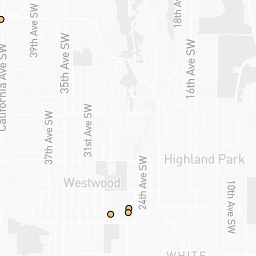 39th Ave SW
18th Ave SW
California Ave SW
35th Ave SW
16th Ave SW
31st Ave SW
37th Ave SW
24th Ave SW
Highland Park
Westwood
10th Ave SW
WHITE